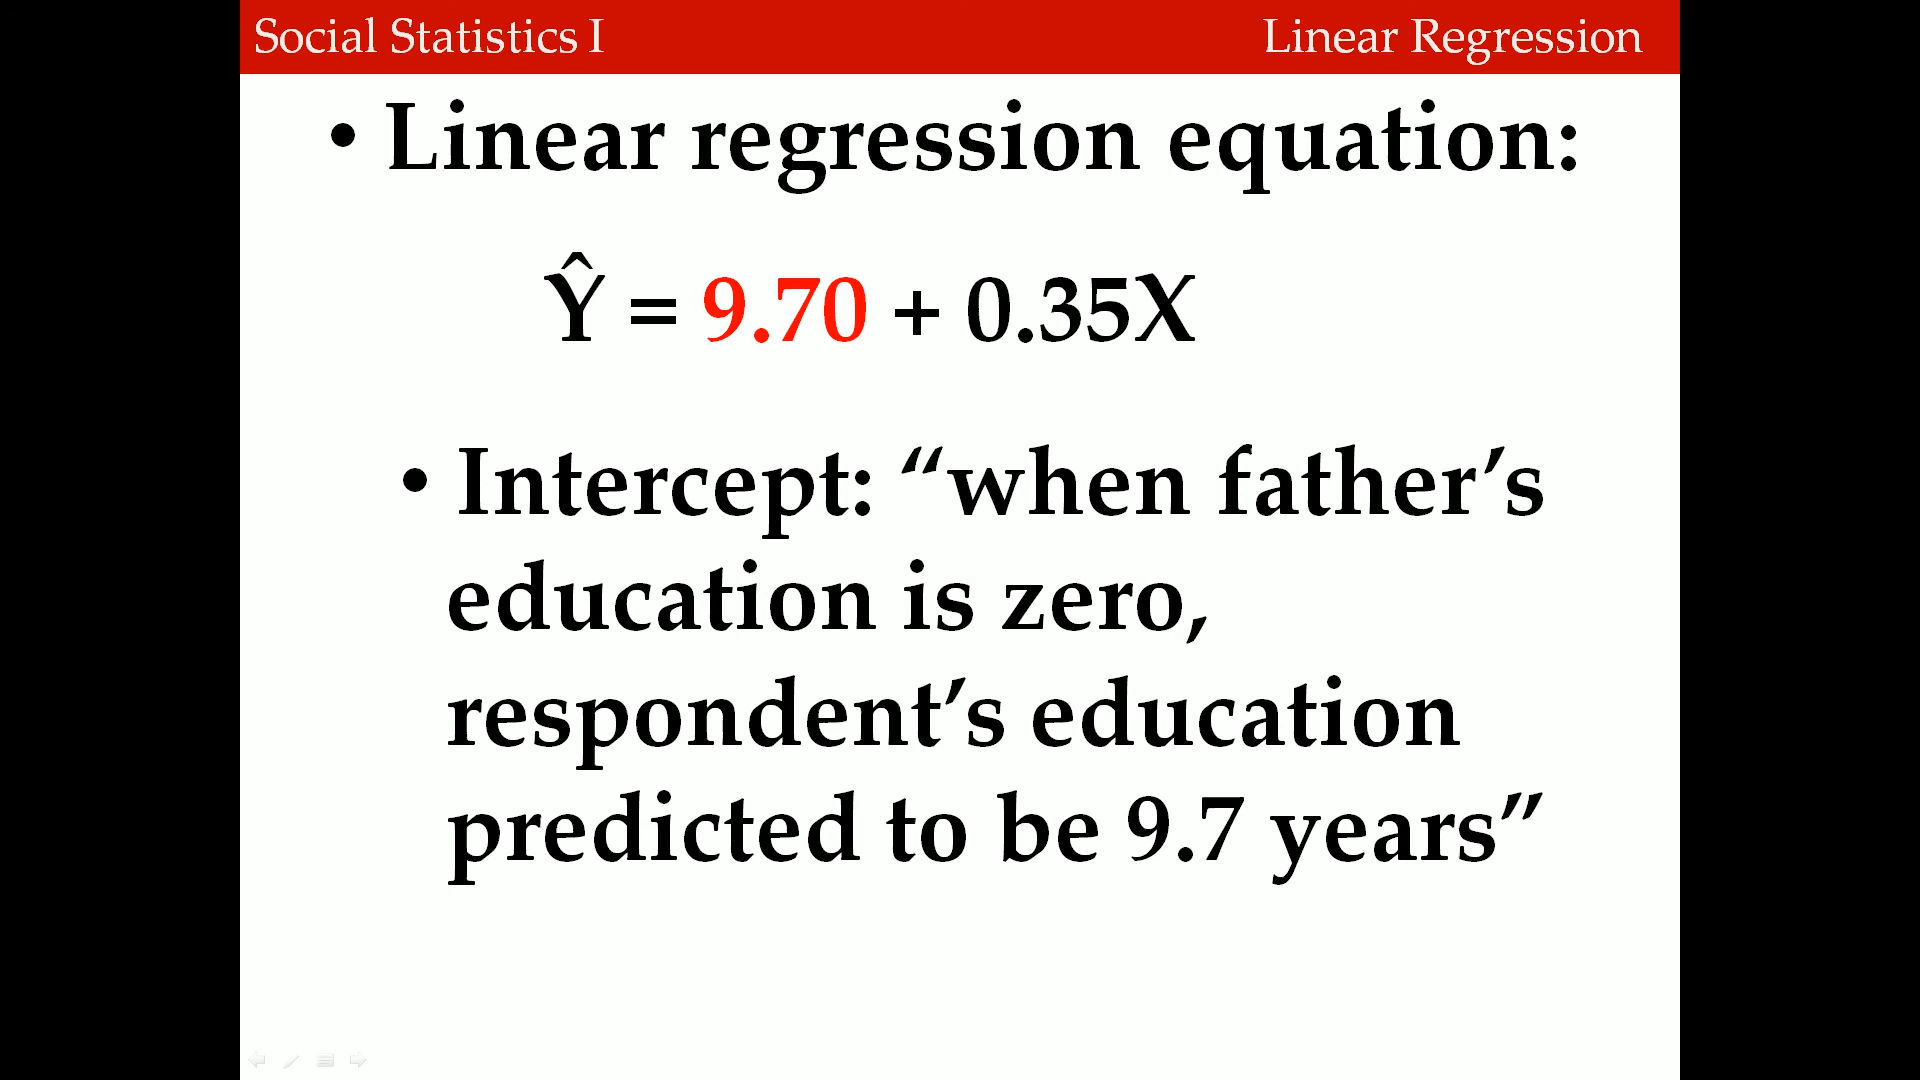 Social Statistics I
Linear Regression
• Linear regression equation:
Ŷ = 9.70 + 0.35X
• Intercept: “when father’s
education is zero,
respondent’s education
predicted to be 9.7 years”